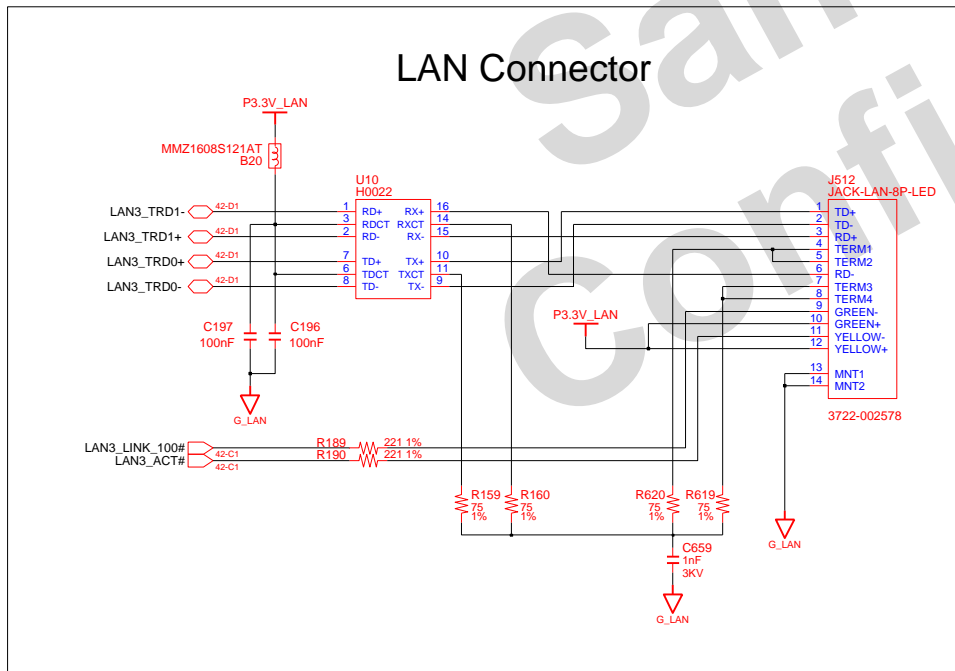 LAN Connector
P3.3V_LAN
MMZ1608S121AT
B20
U10
H0022
J512
JACK-LAN-8P-LED
LAN3_TRD1-
42-D1
1
RD+
RX+
16
3
RDCT
RXCT
14
LAN3_TRD1+
42-D1
2
RD-
RX-
15
LAN3_TRD0+
42-D1
7
TD+
TX+
10
6
TDCT
TXCT
11
LAN3_TRD0-
42-D1
8
TD-
TX-
9
1
TD+
2
TD-
3
RD+
4
TERM1
5
TERM2
6
RD-
7
TERM3
8
TERM4
9
GREEN-
10
GREEN+
11
YELLOW-
12
YELLOW+
13
MNT1
14
MNT2
3722-002578
P3.3V_LAN
C197
100nF
C196
100nF
G_LAN
LAN3_LINK_100#
42-C1
R189
221 1%
LAN3_ACT#
42-C1
R190
221 1%
R159
75
1%
R160
75
1%
R620
75
1%
R619
75
1%
C659
1nF
3KV
G_LAN
G_LAN
Confi